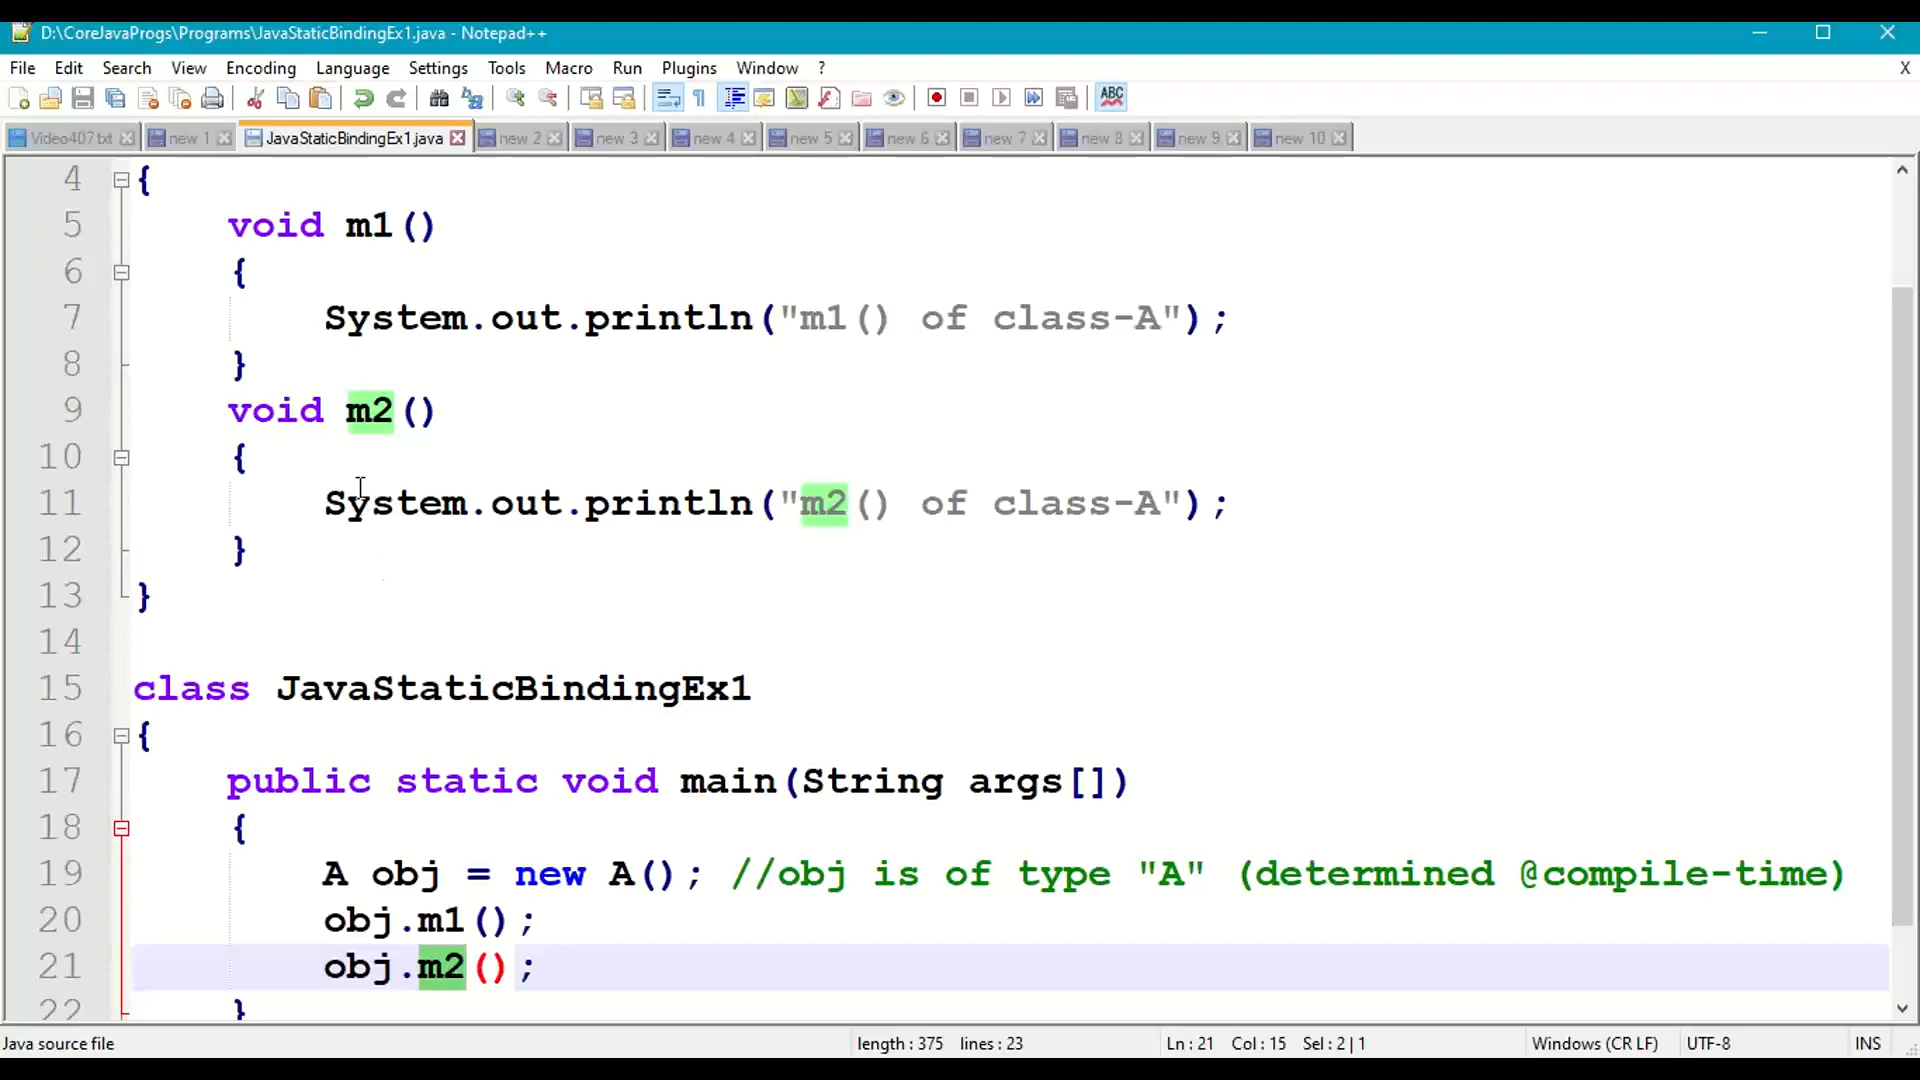 D:\CoreJavaProgs\Programs\JavaStaticBindingEx1.java - Notepad++
File Edit Search View Encoding Language Settings Tools Macro Run Plugins Window ? X
ABC
Video407.txt new 1 JavaStaticBindingEx1.java new 2 new 3 new 4 new 5 new 6 new 7 new 8 new 9 new 10
4 {
5 void m1()
6 {
7 System.out.println("m1() of class-A");
8 }
9 void m2()
10 {
11 System.out.println("m2() of class-A");
12 }
13 }
14
15 class JavaStaticBindingEx1
16 {
17 public static void main(String args[])
18 {
19 A obj = new A(); //obj is of type "A" (determined @compile-time)
20 obj.m1();
21 obj.m2();
22 }
Java source file length : 375 lines : 23 Ln : 21 Col : 15 Sel : 2 | 1 Windows (CR LF) UTF-8 INS